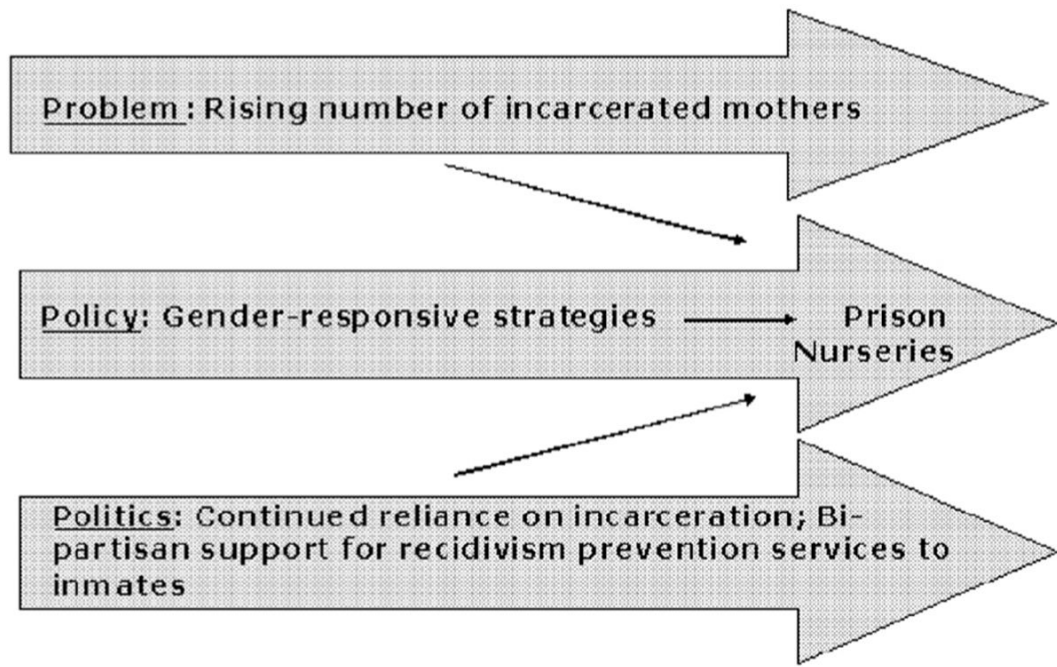 Problem : Rising number of incarcerated mothers
Policy: Gender-responsive strategies
Prison
Nurseries
Politics: Continued reliance on incarceration; Bi-
partisan support for recidivism prevention services to
inmates